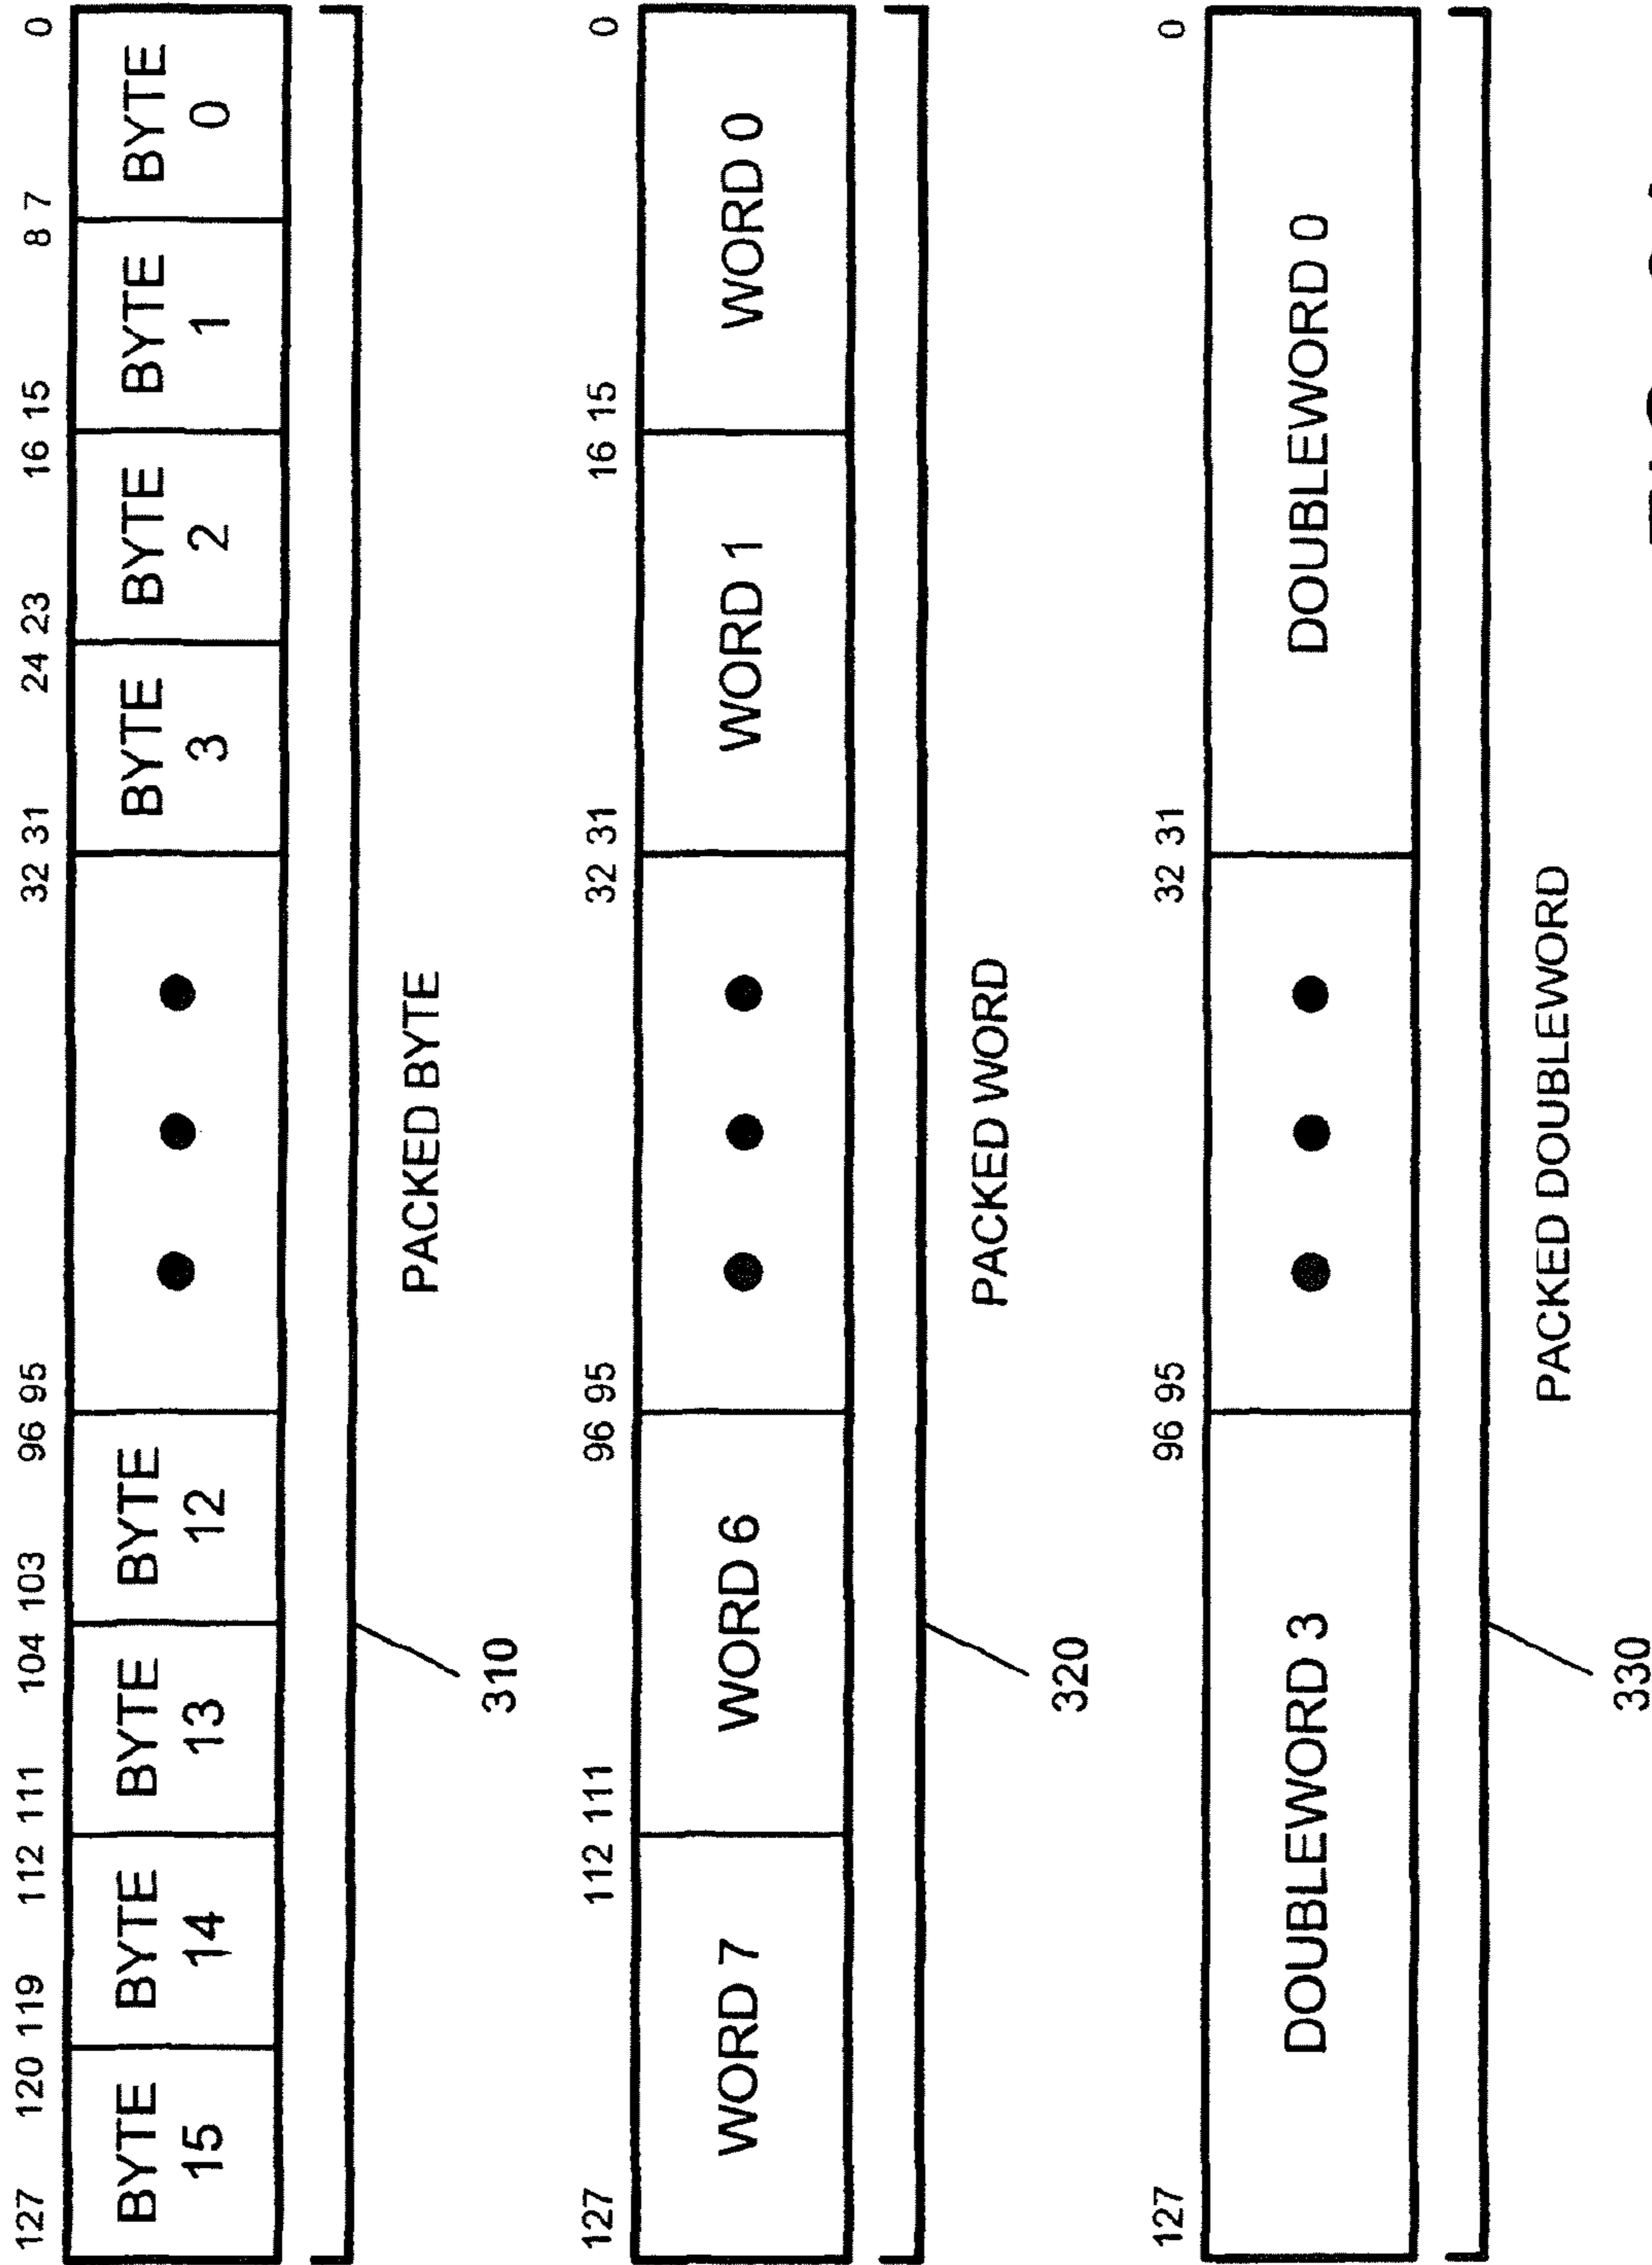 127 120 119 112 111 104 103 96 95 32 31 24 23 16 15 8 7 0
BYTE 15 BYTE 14 BYTE 13 BYTE 12 BYTE 3 BYTE 2 BYTE 1 BYTE 0
310
PACKED BYTE
127 112 111 96 95 32 31 16 15 0
WORD 7 WORD 6 WORD 1 WORD 0
320
PACKED WORD
127 96 95 32 31 0
DOUBLEWORD 3 DOUBLEWORD 0
330
PACKED DOUBLEWORD